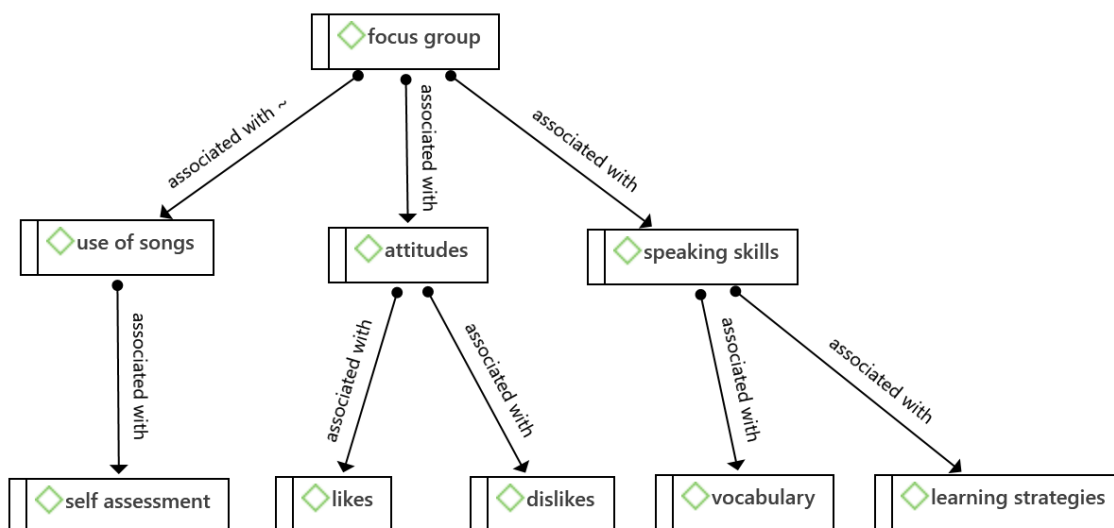 focus group
associated with ~
associated with
associated with
use of songs
attitudes
speaking skills
associated with
associated with
associated with
associated with
associated with
self assessment
likes
dislikes
vocabulary
learning strategies